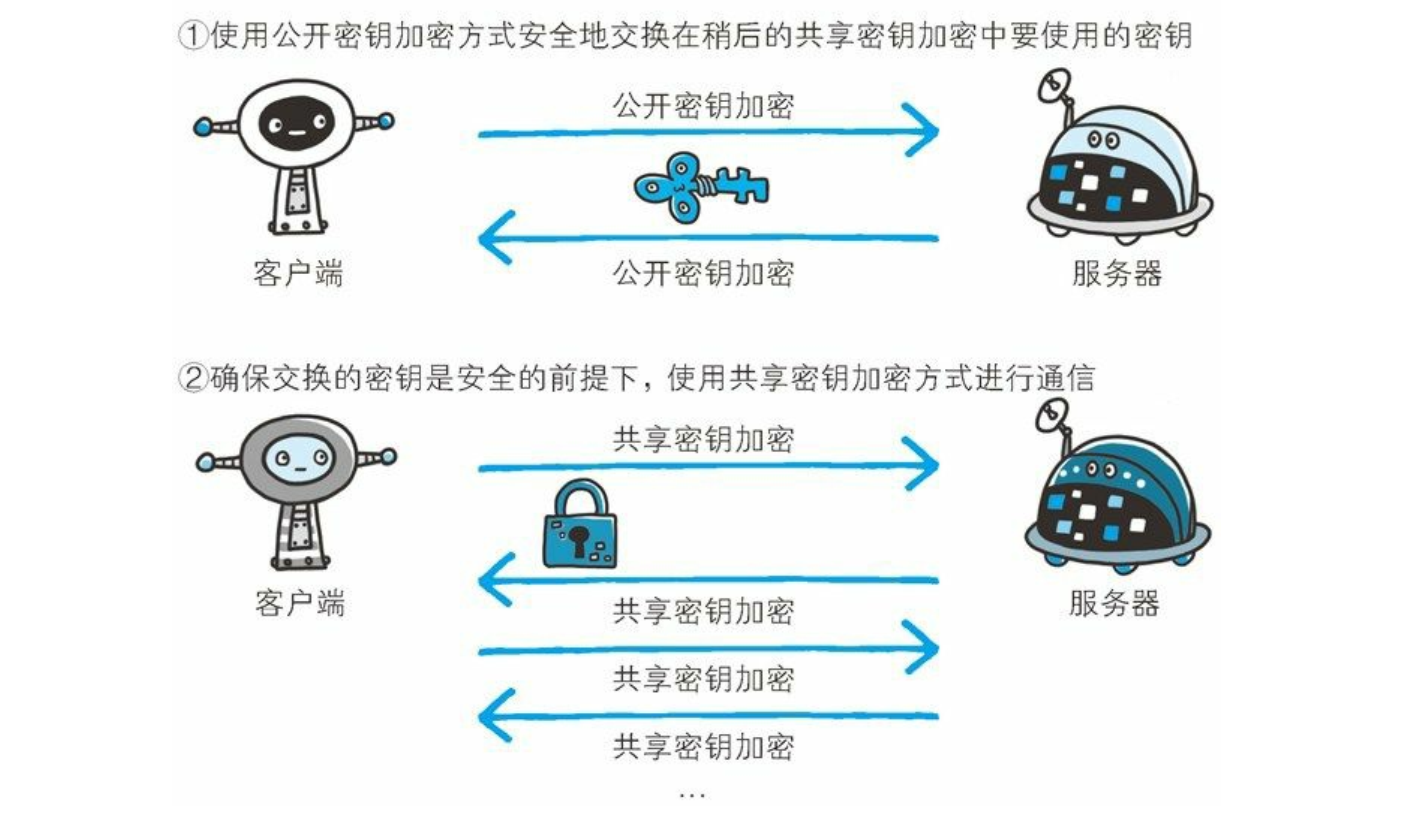 ①使用公开密钥加密方式安全地交换在稍后的共享密钥加密中要使用的密钥
公开密钥加密
公开密钥加密
客户端
服务器
②确保交换的密钥是安全的前提下，使用共享密钥加密方式进行通信
共享密钥加密
客户端
服务器
共享密钥加密
共享密钥加密
共享密钥加密
…